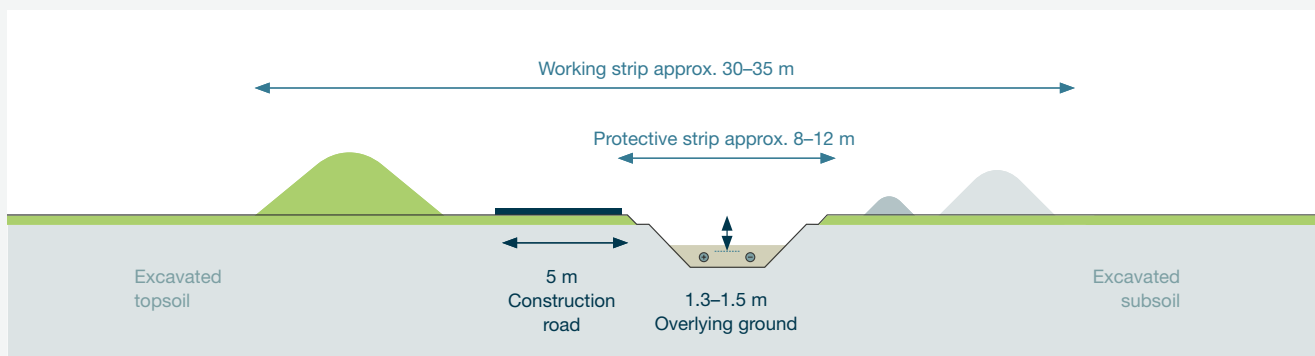 Working strip approx. 30–35 m
Protective strip approx. 8–12 m
Excavated
topsoil
5 m
Construction
road
+
−
1.3–1.5 m
Overlying ground
Excavated
subsoil